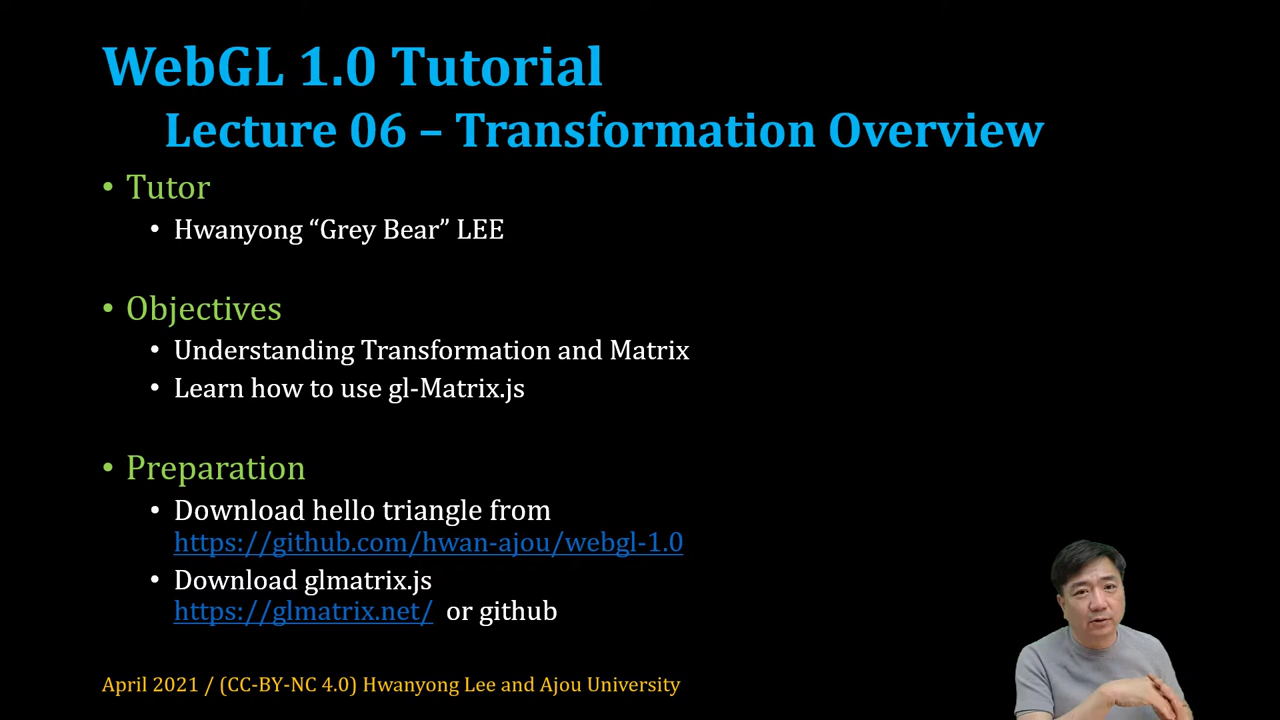 WebGL 1.0 Tutorial
Lecture 06 – Transformation Overview
• Tutor
• Hwanyong “Grey Bear” LEE
• Objectives
• Understanding Transformation and Matrix
• Learn how to use gl-Matrix.js
• Preparation
• Download hello triangle from
https://github.com/hwan-ajou/webgl-1.0
• Download glmatrix.js
https://glmatrix.net/ or github
April 2021 / (CC-BY-NC 4.0) Hwanyong Lee and Ajou University